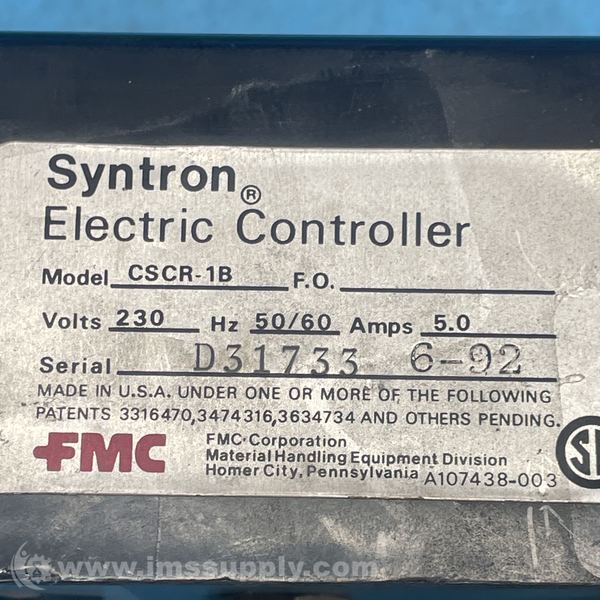 Syntron®
Electric Controller
Model CSCR-1B F.O.
Volts 230 Hz 50/60 Amps 5.0
Serial D31733 6-92
MADE IN U.S.A. UNDER ONE OR MORE OF THE FOLLOWING
PATENTS 3316470,3474316,3634734 AND OTHERS PENDING.
FMC
FMC Corporation
Material Handling Equipment Division
Homer City, Pennsylvania A107438-003
www.imssupply.com